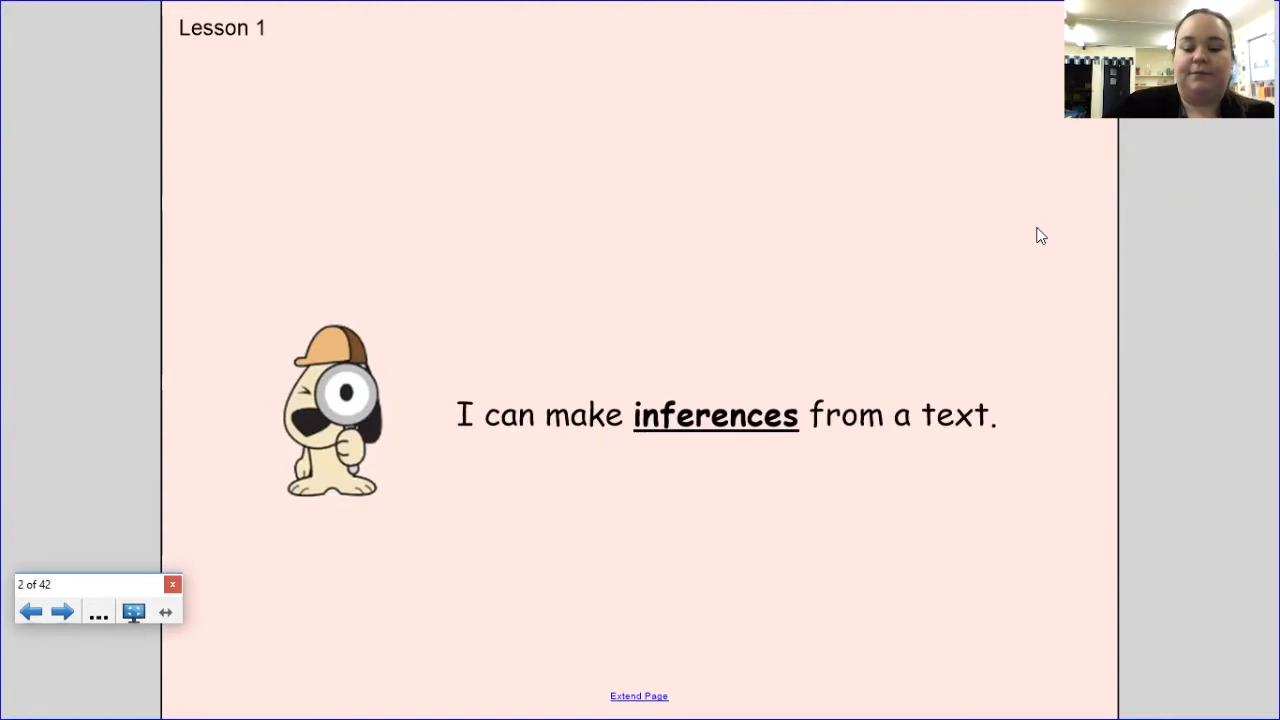 Lesson 1
I can make inferences from a text.
2 of 42
x
...
Extend Page